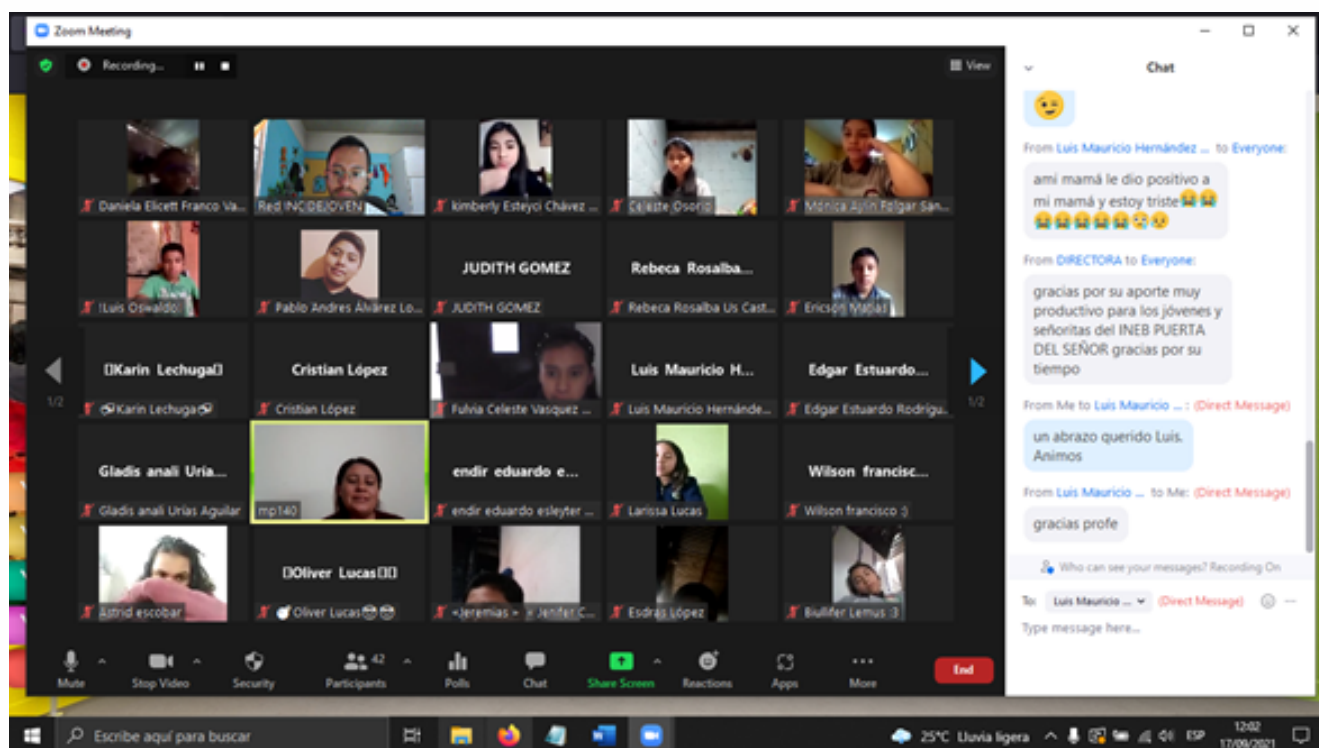 Zoom Meeting
Recording...
View
Daniela Elicett Franco Va...
Red INCIDEJOVEN
kimberly Esteyci Chávez ...
Celeste Osorio
Mónica Aylin Folgar San...
!Luis Oswaldo!
Pablo Andres Álvarez Lo...
JUDITH GOMEZ
JUDITH GOMEZ
Rebeca Rosalba...
Rebeca Rosalba Us Cast...
Ericson Matias
Karin Lechuga
Karin Lechuga
Cristian López
Cristian López
Fulvia Celeste Vasquez ...
Luis Mauricio H...
Luis Mauricio Hernánde...
Edgar Estuardo...
Edgar Estuardo Rodrígu...
1/2
1/2
Gladis anali Uría...
Gladis anali Urías Aguilar
mp140
endir eduardo e...
endir eduardo esleyter ...
Larissa Lucas
Wilson francisc...
Wilson francisco :)
Astrid escobar
Oliver Lucas
Oliver Lucas😎😎
«Jeremias » « Jenifer C...
Esdras López
Biullifer Lemus :3
Mute
Stop Video
Security
Participants
42
Polls
Chat
Share Screen
Reactions
Apps
More
End
Chat
😉
From Luis Mauricio Hernández ... to Everyone:
ami mamá le dio positivo a
mi mamá y estoy triste😭😭
From DIRECTORA to Everyone:
gracias por su aporte muy
productivo para los jóvenes y
señoritas del INEB PUERTA
DEL SEÑOR gracias por su
tiempo
From Me to Luis Mauricio ... : (Direct Message)
un abrazo querido Luis.
Animos
From Luis Mauricio ... to Me: (Direct Message)
gracias profe
Who can see your messages? Recording On
To: Luis Mauricio ... (Direct Message)
Type message here...
Escribe aquí para buscar
25°C Lluvia ligera
ESP
12:02
17/09/2021